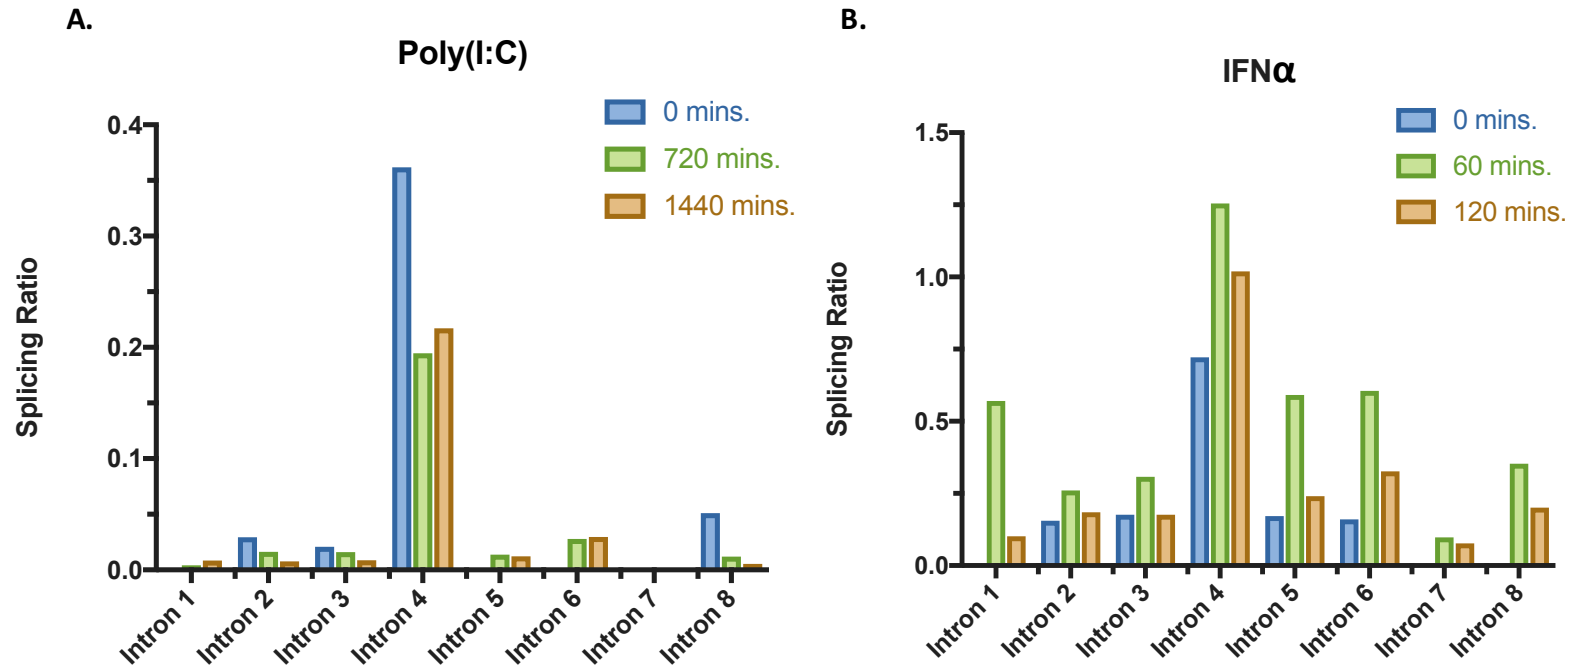 A.
Poly(I:C)
0 mins.
720 mins.
1440 mins.
Splicing Ratio
0.4
0.3
0.2
0.1
0.0
Intron 1
Intron 2
Intron 3
Intron 4
Intron 5
Intron 6
Intron 7
Intron 8
B.
IFNα
0 mins.
60 mins.
120 mins.
Splicing Ratio
1.5
1.0
0.5
0.0
Intron 1
Intron 2
Intron 3
Intron 4
Intron 5
Intron 6
Intron 7
Intron 8